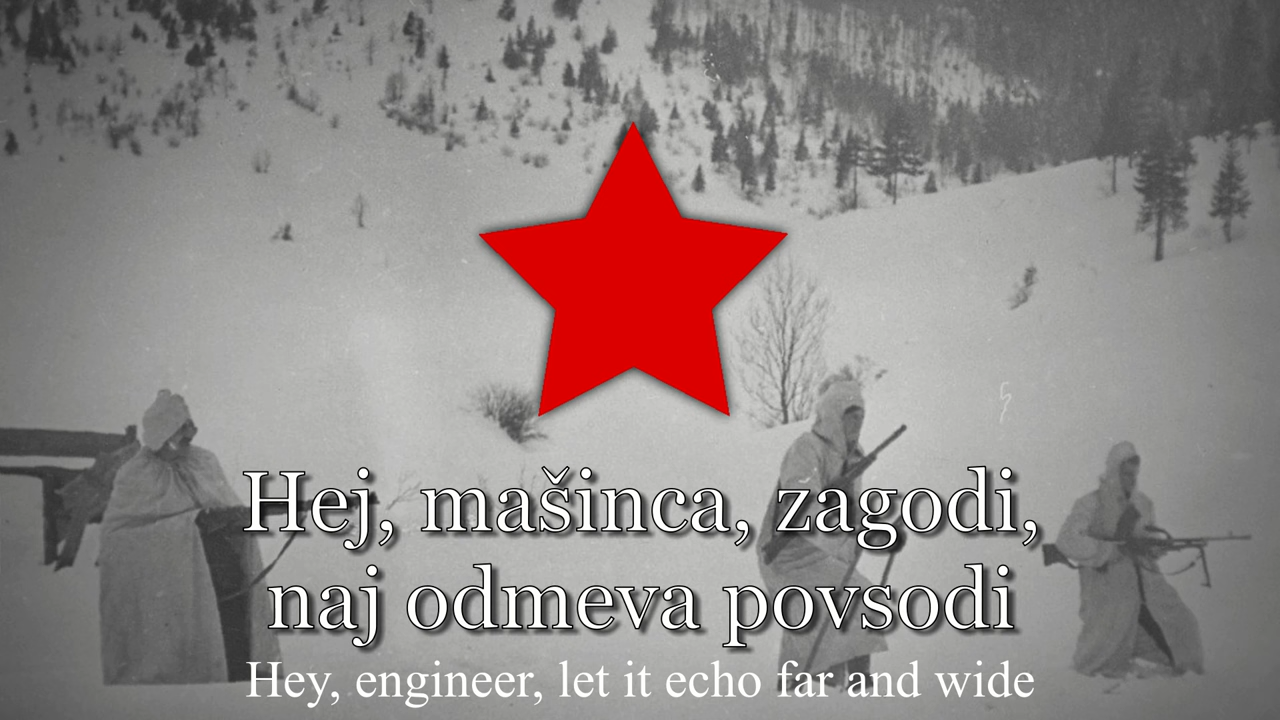 Hej, mašinca, zagodi,
naj odmeva povsodi
Hey, engineer, let it echo far and wide